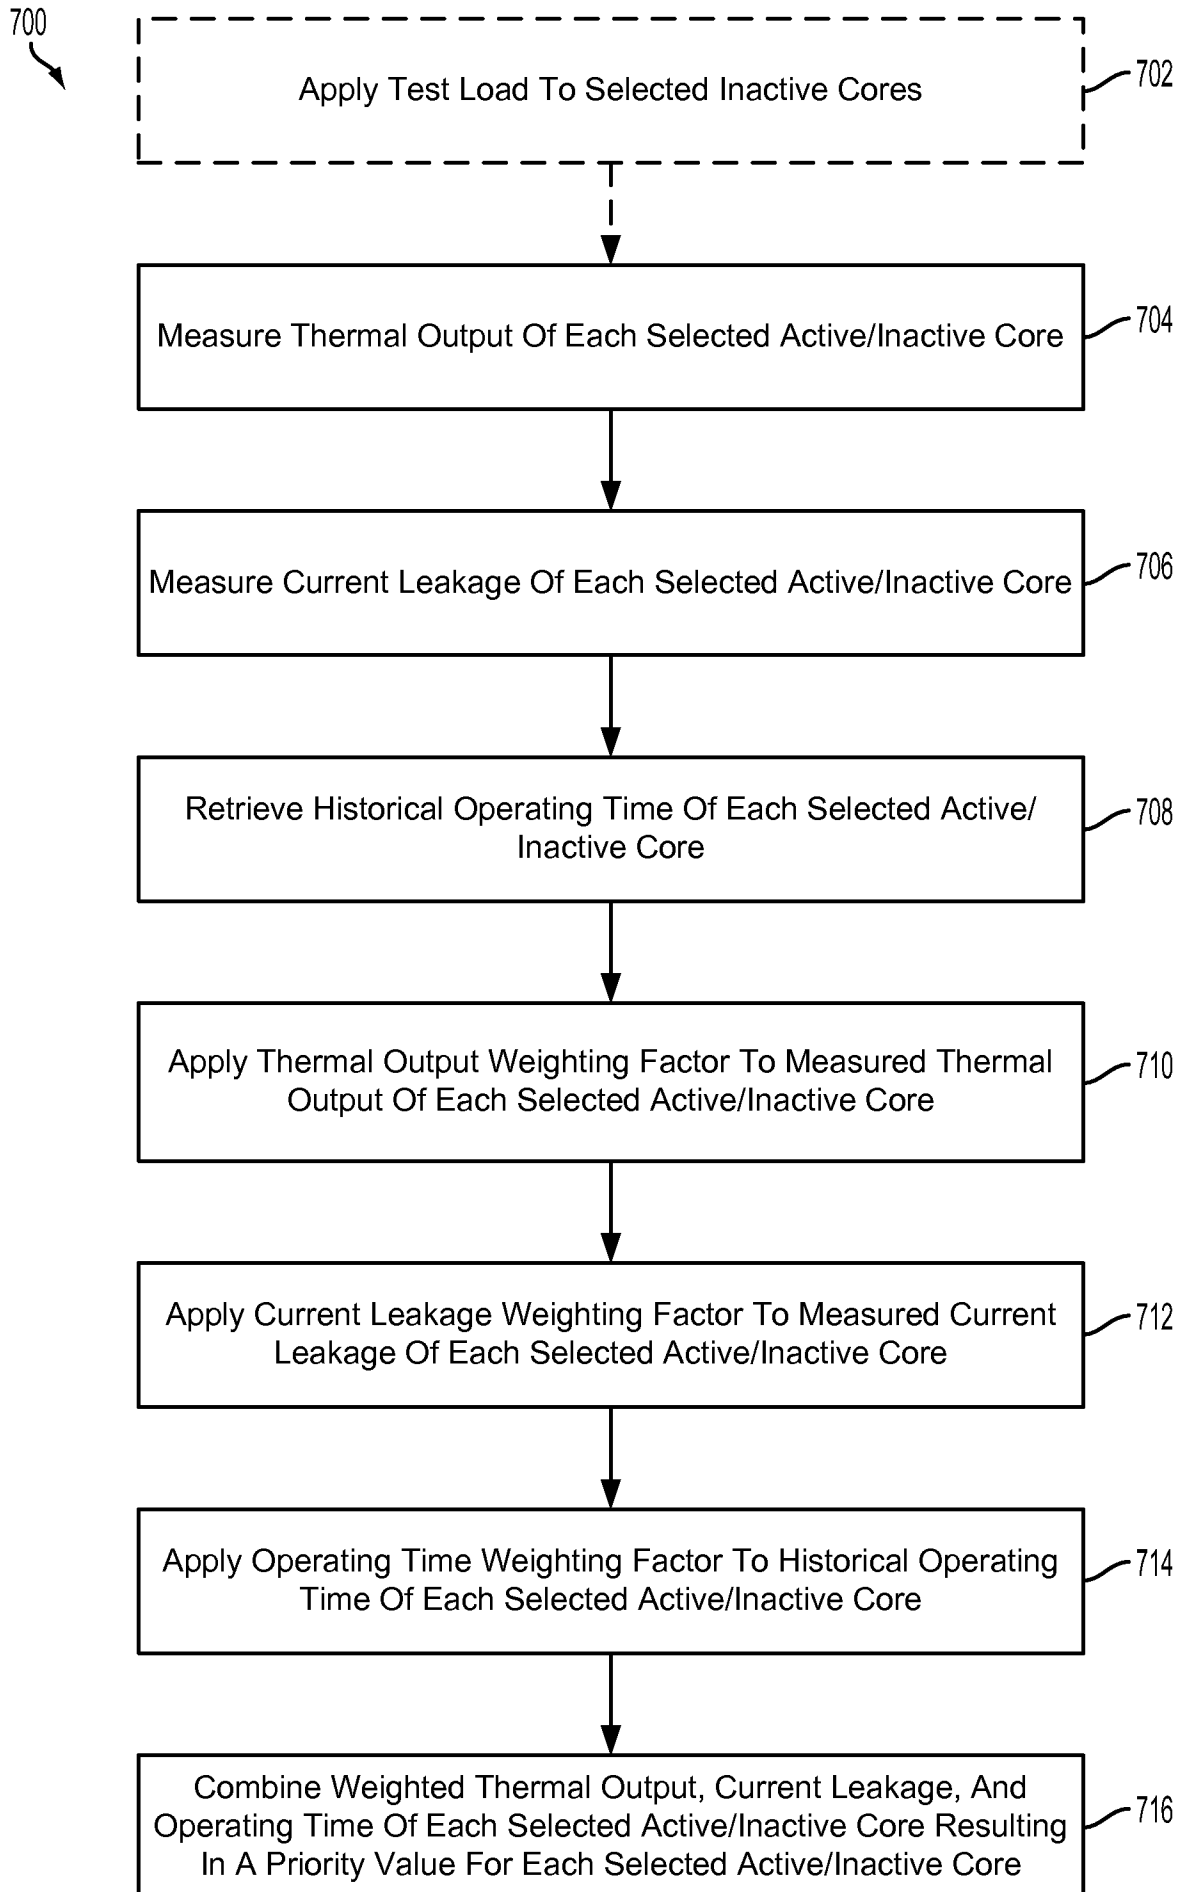 700
Apply Test Load To Selected Inactive Cores
702
Measure Thermal Output Of Each Selected Active/Inactive Core
704
Measure Current Leakage Of Each Selected Active/Inactive Core
706
Retrieve Historical Operating Time Of Each Selected Active/
Inactive Core
708
Apply Thermal Output Weighting Factor To Measured Thermal
Output Of Each Selected Active/Inactive Core
710
Apply Current Leakage Weighting Factor To Measured Current
Leakage Of Each Selected Active/Inactive Core
712
Apply Operating Time Weighting Factor To Historical Operating
Time Of Each Selected Active/Inactive Core
714
Combine Weighted Thermal Output, Current Leakage, And
Operating Time Of Each Selected Active/Inactive Core Resulting
In A Priority Value For Each Selected Active/Inactive Core
716